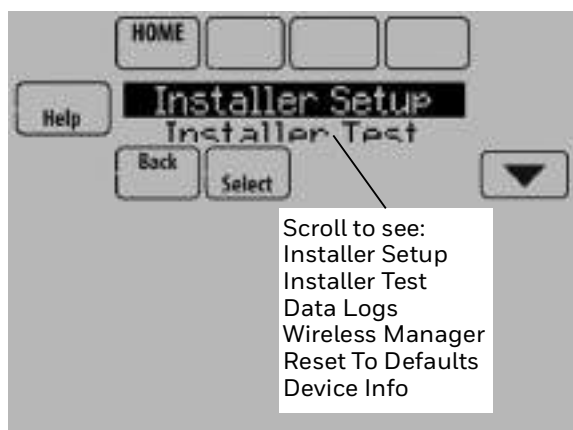 HOME
Help
Installer Setup
Installer Test
Back
Select
Scroll to see:
Installer Setup
Installer Test
Data Logs
Wireless Manager
Reset To Defaults
Device Info